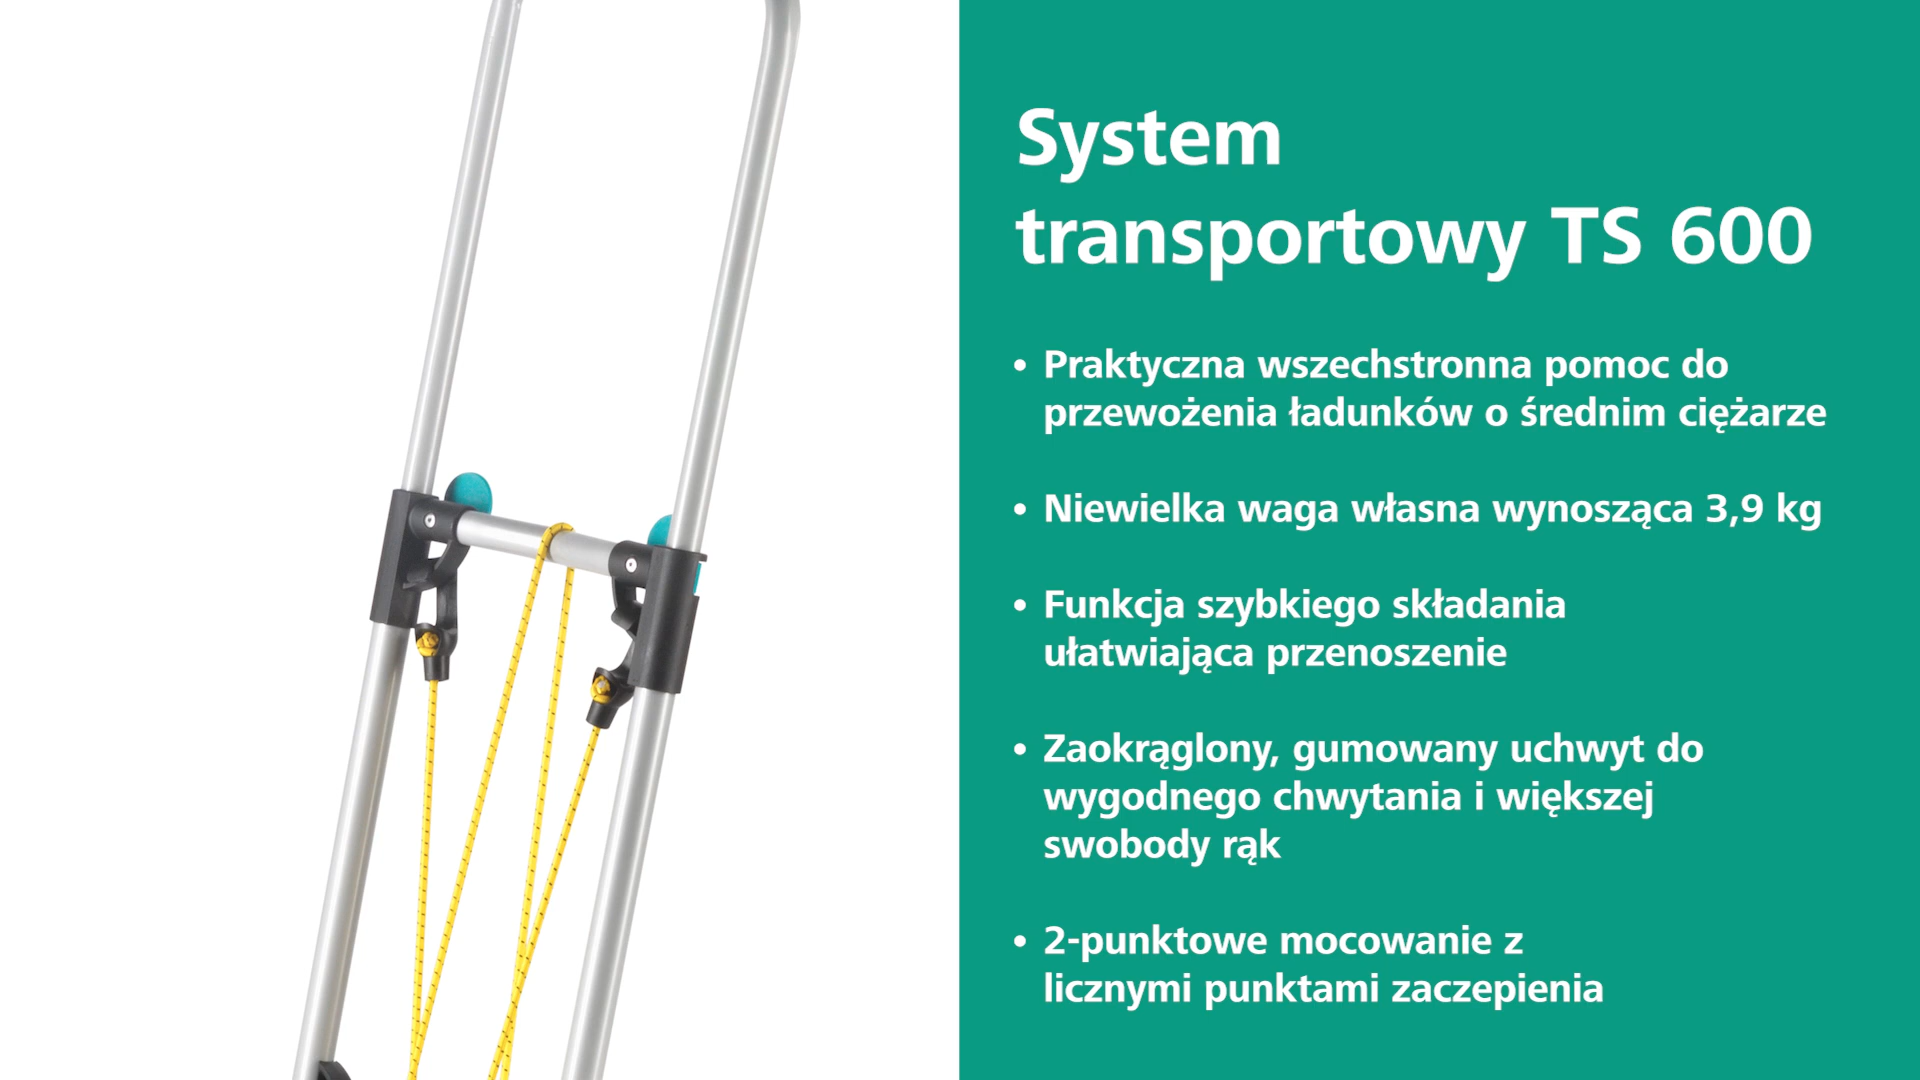 System
transportowy TS 600
• Praktyczna wszechstronna pomoc do
przewożenia ładunków o średnim ciężarze
• Niewielka waga własna wynosząca 3,9 kg
• Funkcja szybkiego składania
ułatwiająca przenoszenie
• Zaokrąglony, gumowany uchwyt do
wygodnego chwytania i większej
swobody rąk
• 2-punktowe mocowanie z
licznymi punktami zaczepienia